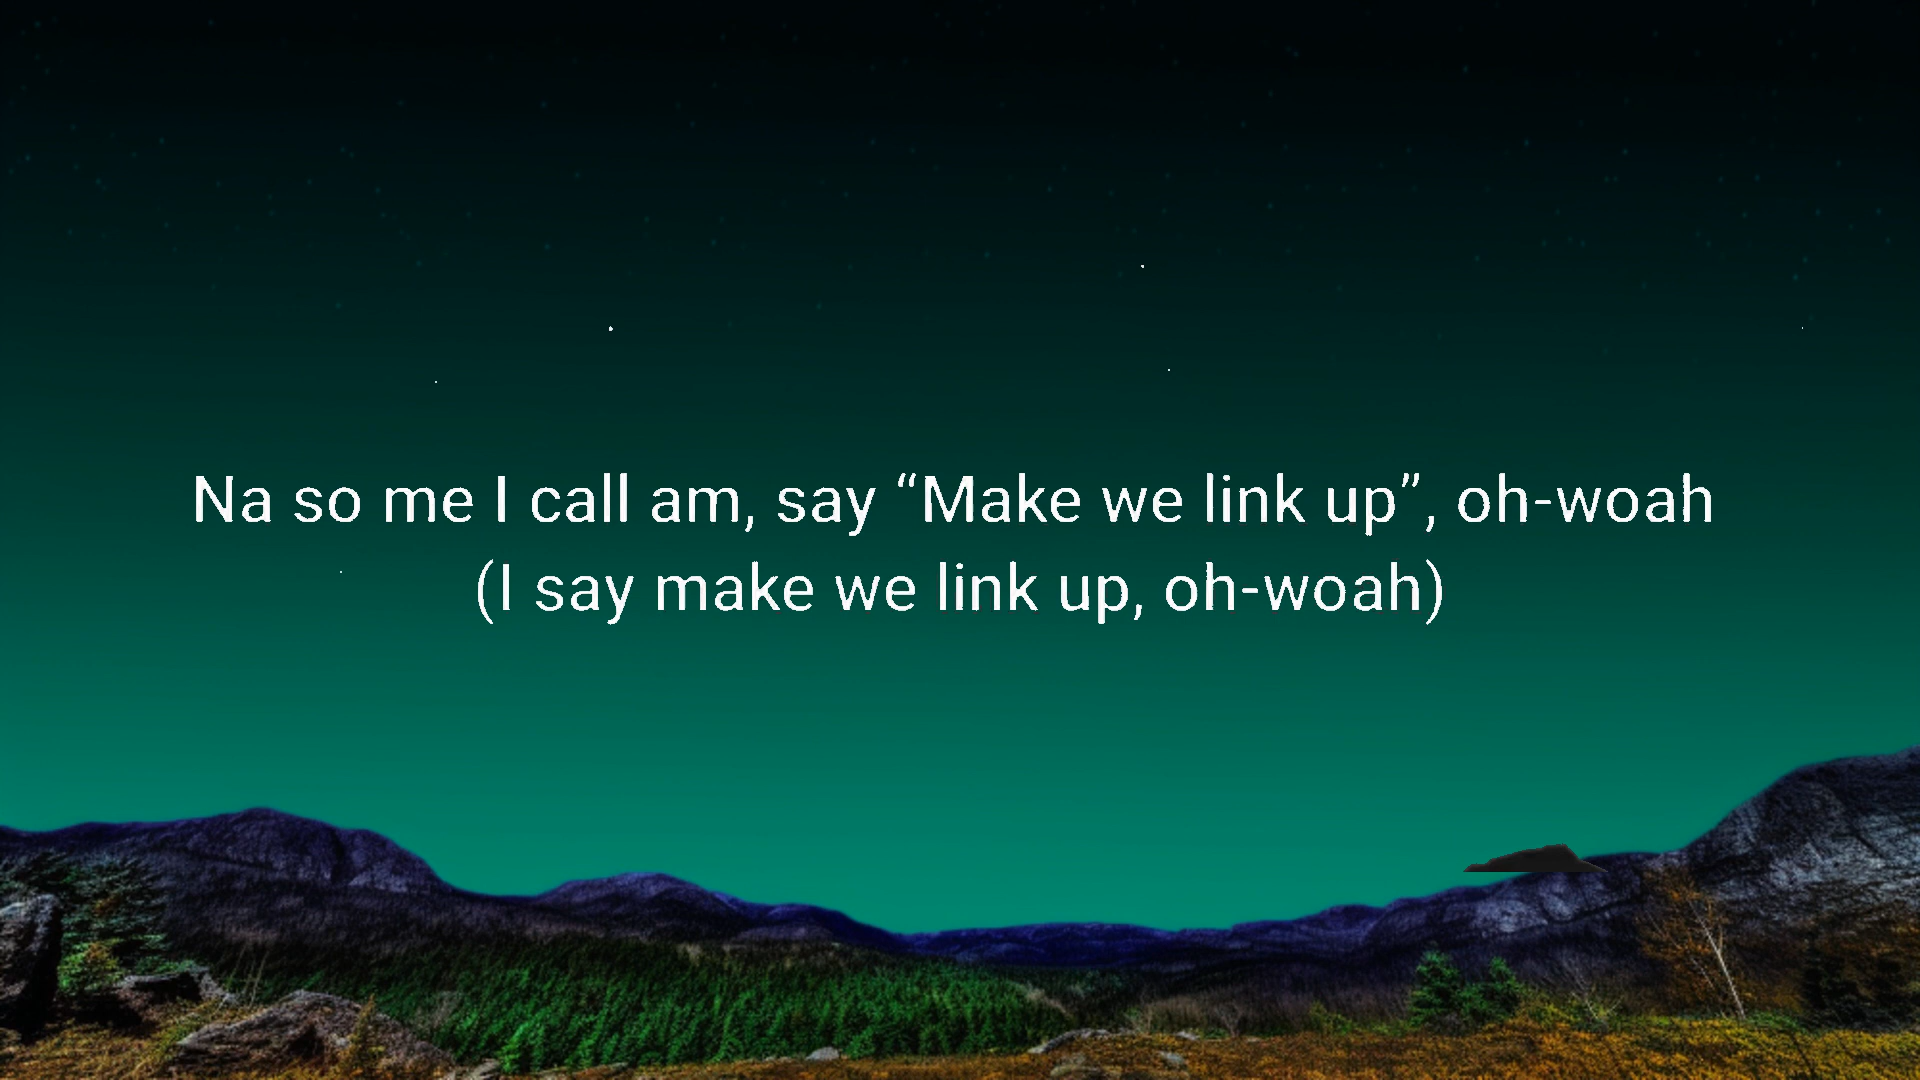 Na so me I call am, say “Make we link up”, oh-woah
(I say make we link up, oh-woah)